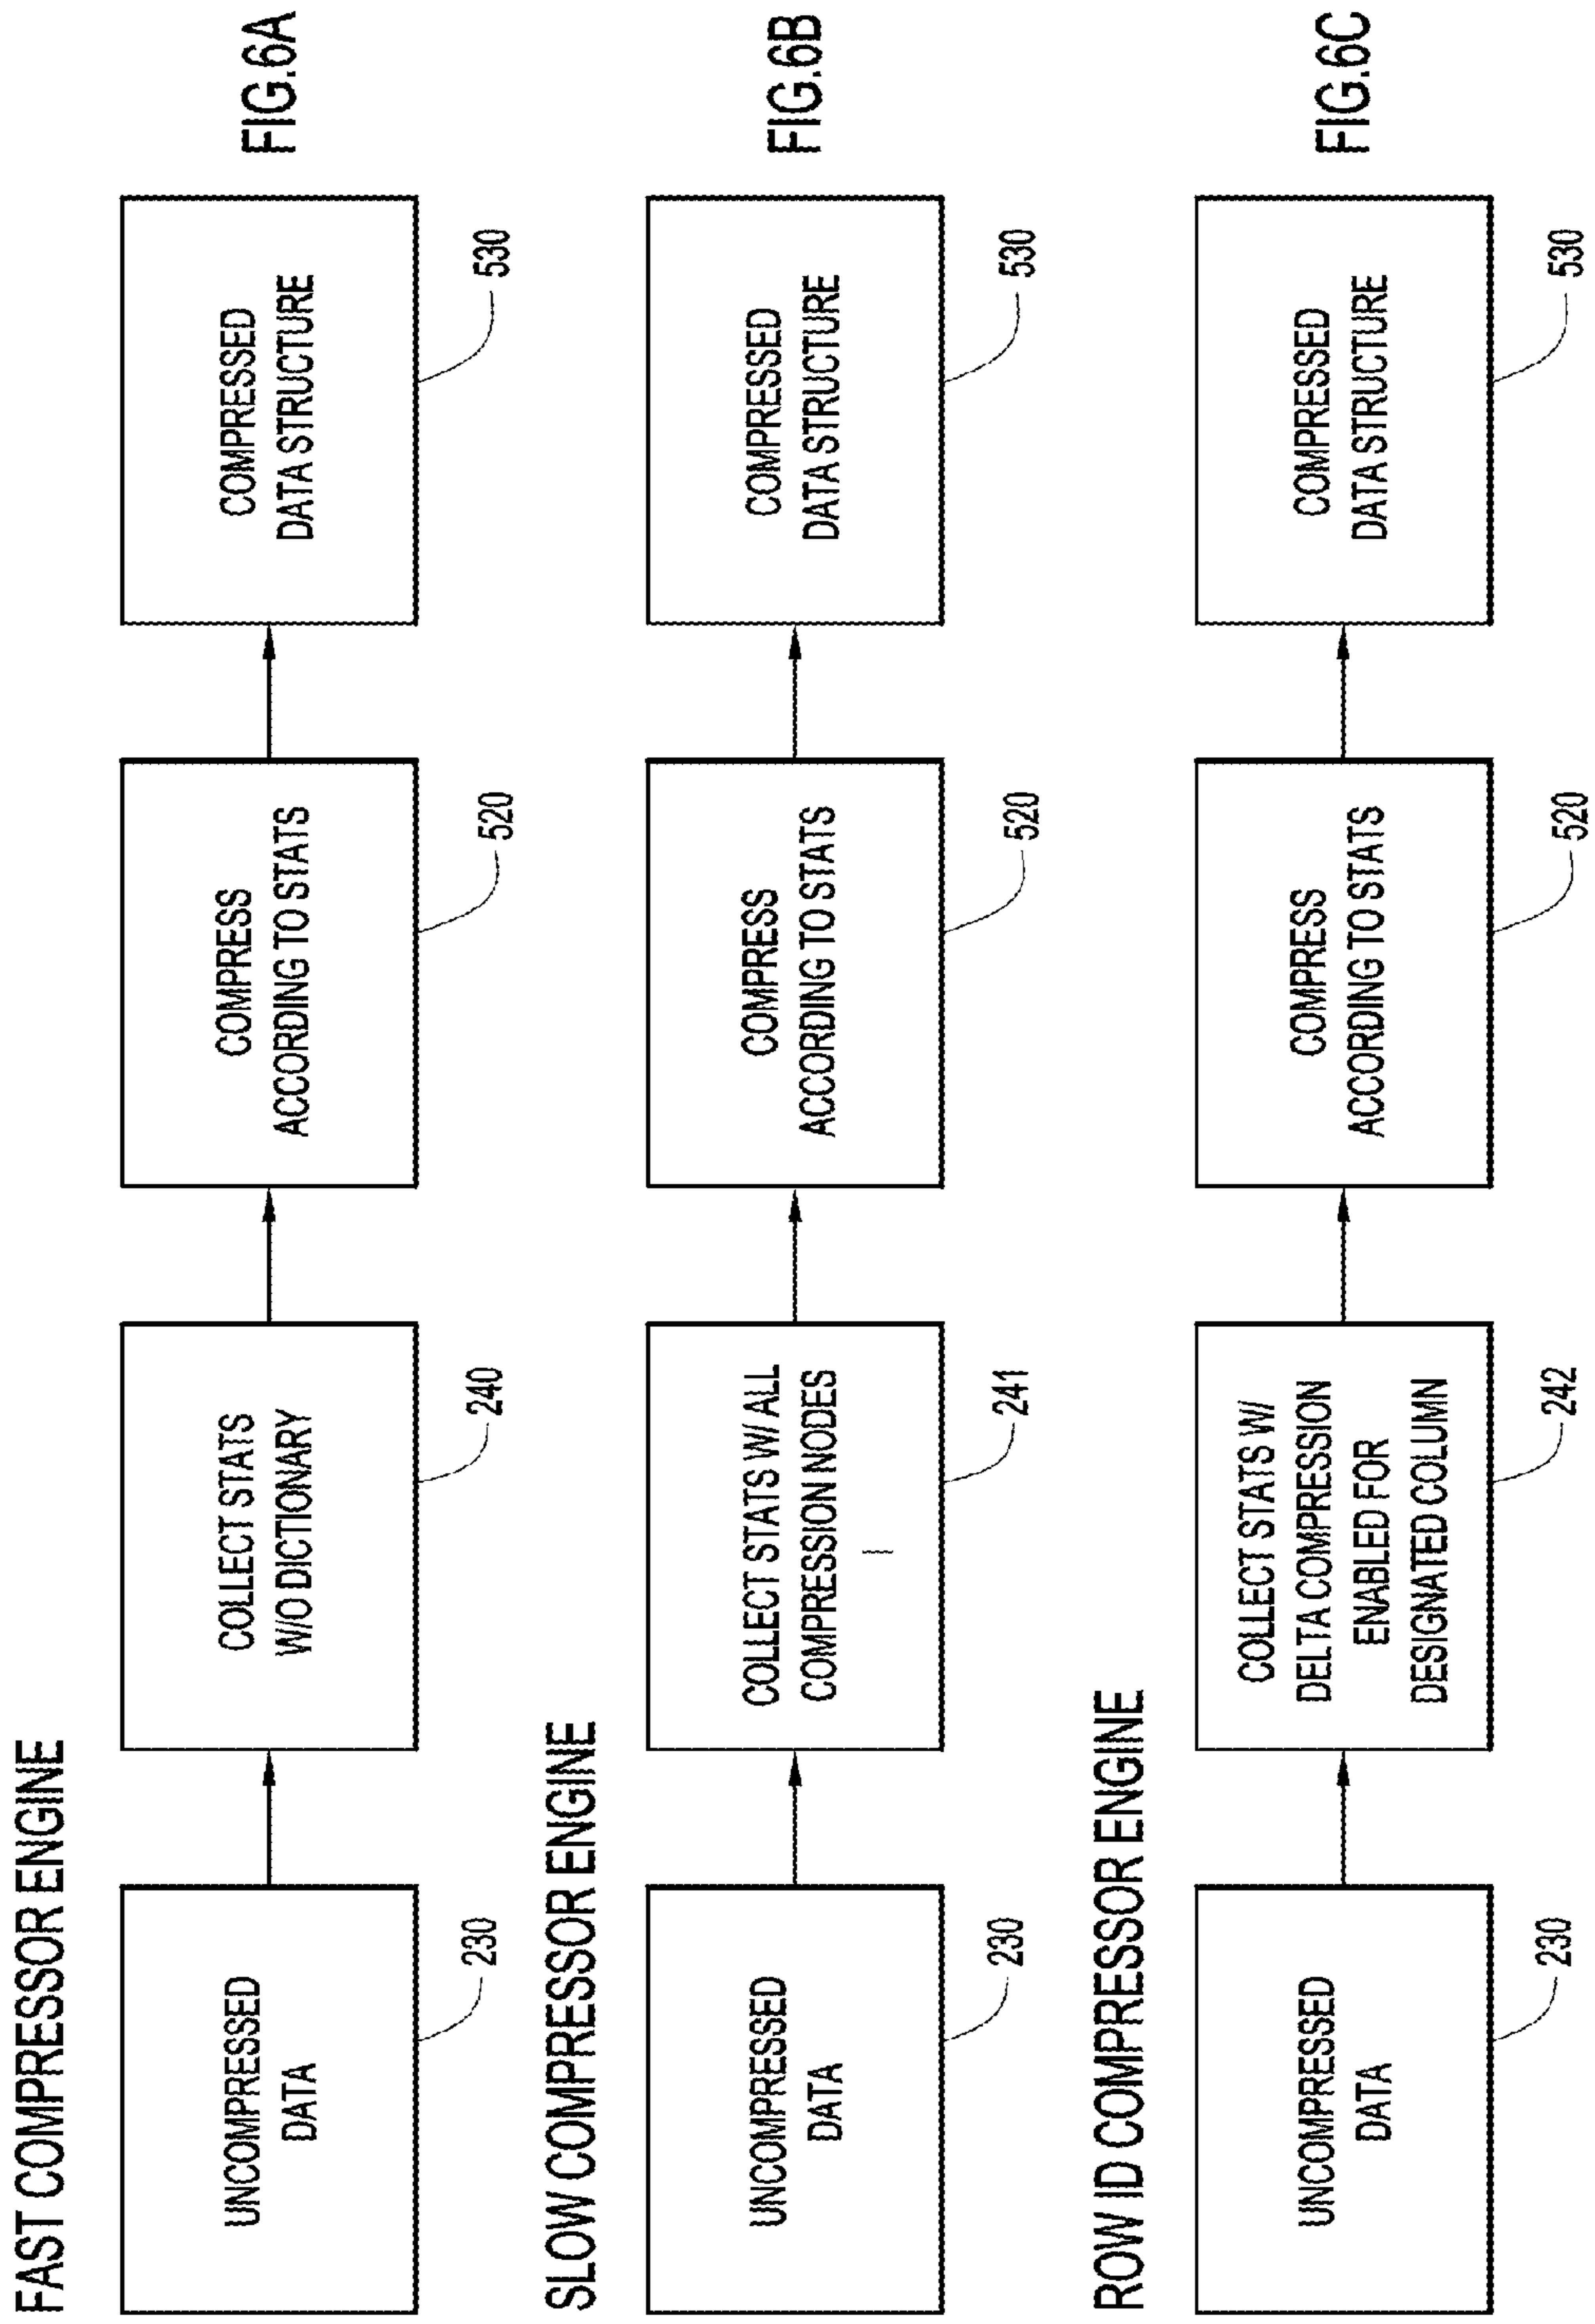 FAST COMPRESSOR ENGINE
UNCOMPRESSED
DATA
230
COLLECT STATS
W/O DICTIONARY
240
COMPRESS
ACCORDING TO STATS
520
COMPRESSED
DATA STRUCTURE
530
FIG.6A
SLOW COMPRESSOR ENGINE
UNCOMPRESSED
DATA
230
COLLECT STATS W/ ALL
COMPRESSION NODES
241
COMPRESS
ACCORDING TO STATS
520
COMPRESSED
DATA STRUCTURE
530
FIG.6B
ROW ID COMPRESSOR ENGINE
UNCOMPRESSED
DATA
230
COLLECT STATS W/
DELTA COMPRESSION
ENABLED FOR
DESIGNATED COLUMN
242
COMPRESS
ACCORDING TO STATS
520
COMPRESSED
DATA STRUCTURE
530
FIG.6C